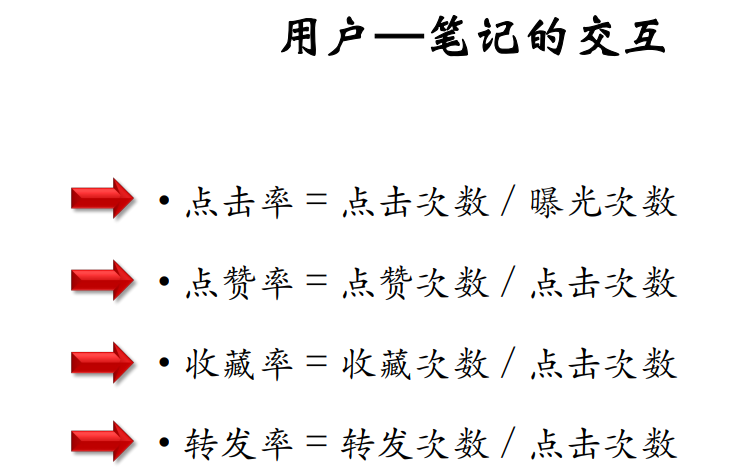 用户—笔记的交互
• 点击率 = 点击次数 / 曝光次数
• 点赞率 = 点赞次数 / 点击次数
• 收藏率 = 收藏次数 / 点击次数
• 转发率 = 转发次数 / 点击次数